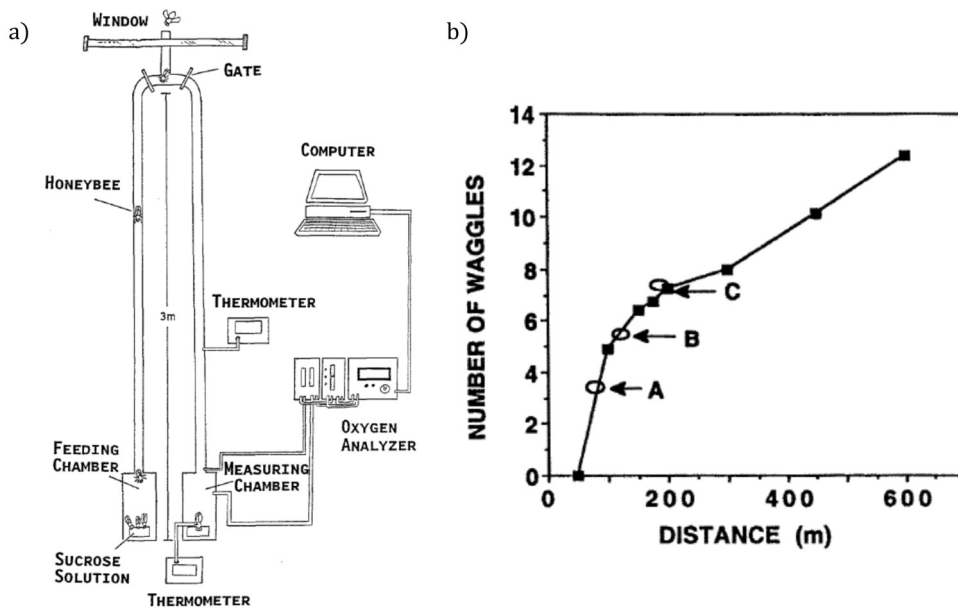 a)
WINDOW
GATE
HONEYBEE
COMPUTER
THERMOMETER
3m
OXYGEN
ANALYZER
FEEDING
CHAMBER
MEASURING
CHAMBER
SUCROSE
SOLUTION
THERMOMETER
b)
NUMBER OF WAGGLES
14
12
10
8
6
4
2
0
C
B
A
0 200 400 600
DISTANCE (m)